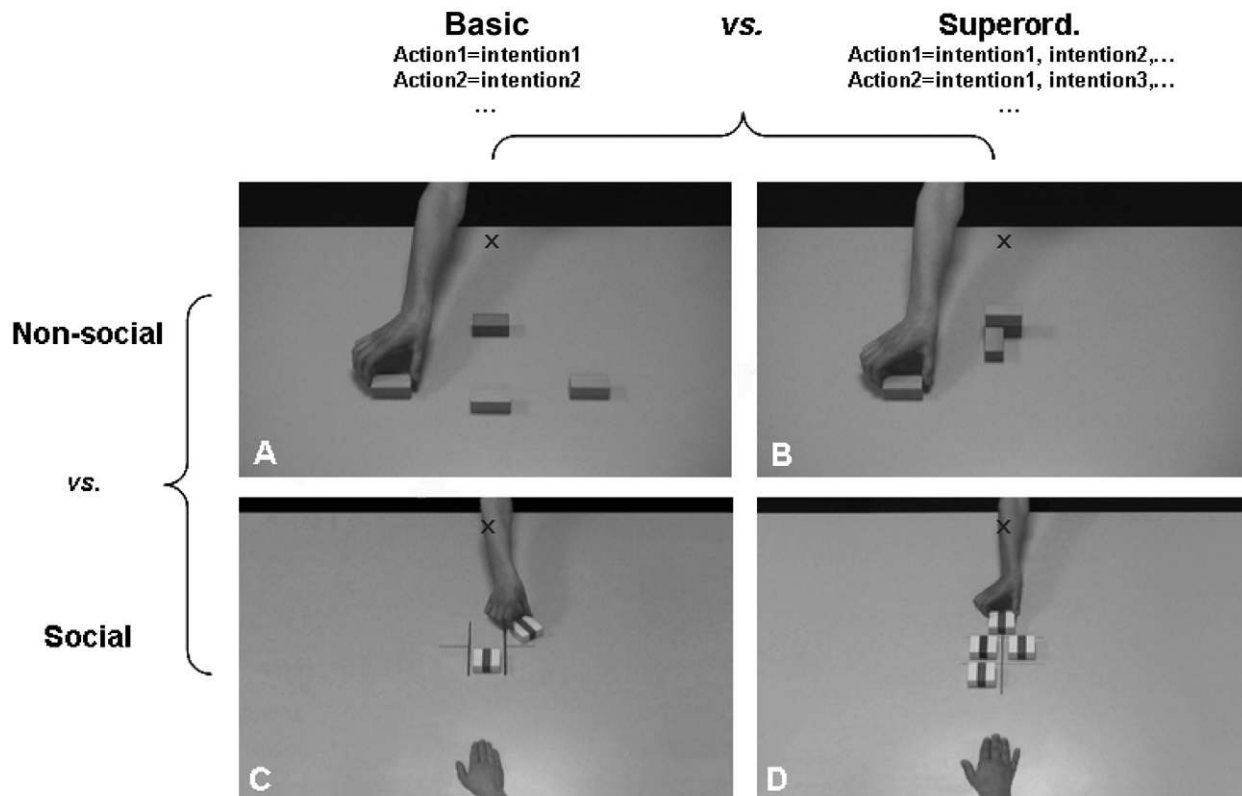 Basic vs. Superord.
Action1=intention1 Action1=intention1, intention2,...
Action2=intention2 Action2=intention1, intention3,...
... ...
X X
Non-social
A B
vs.
X X
Social
C D